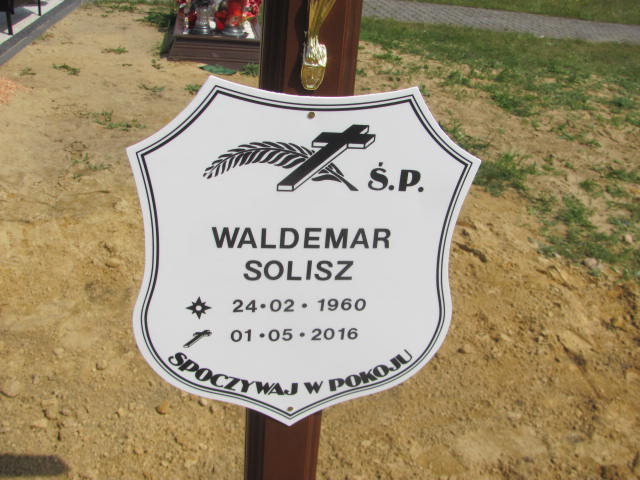 Ś.P.
WALDEMAR
SOLISZ
24•02•1960
01•05•2016
SPOCZYWAJ W POKOJU